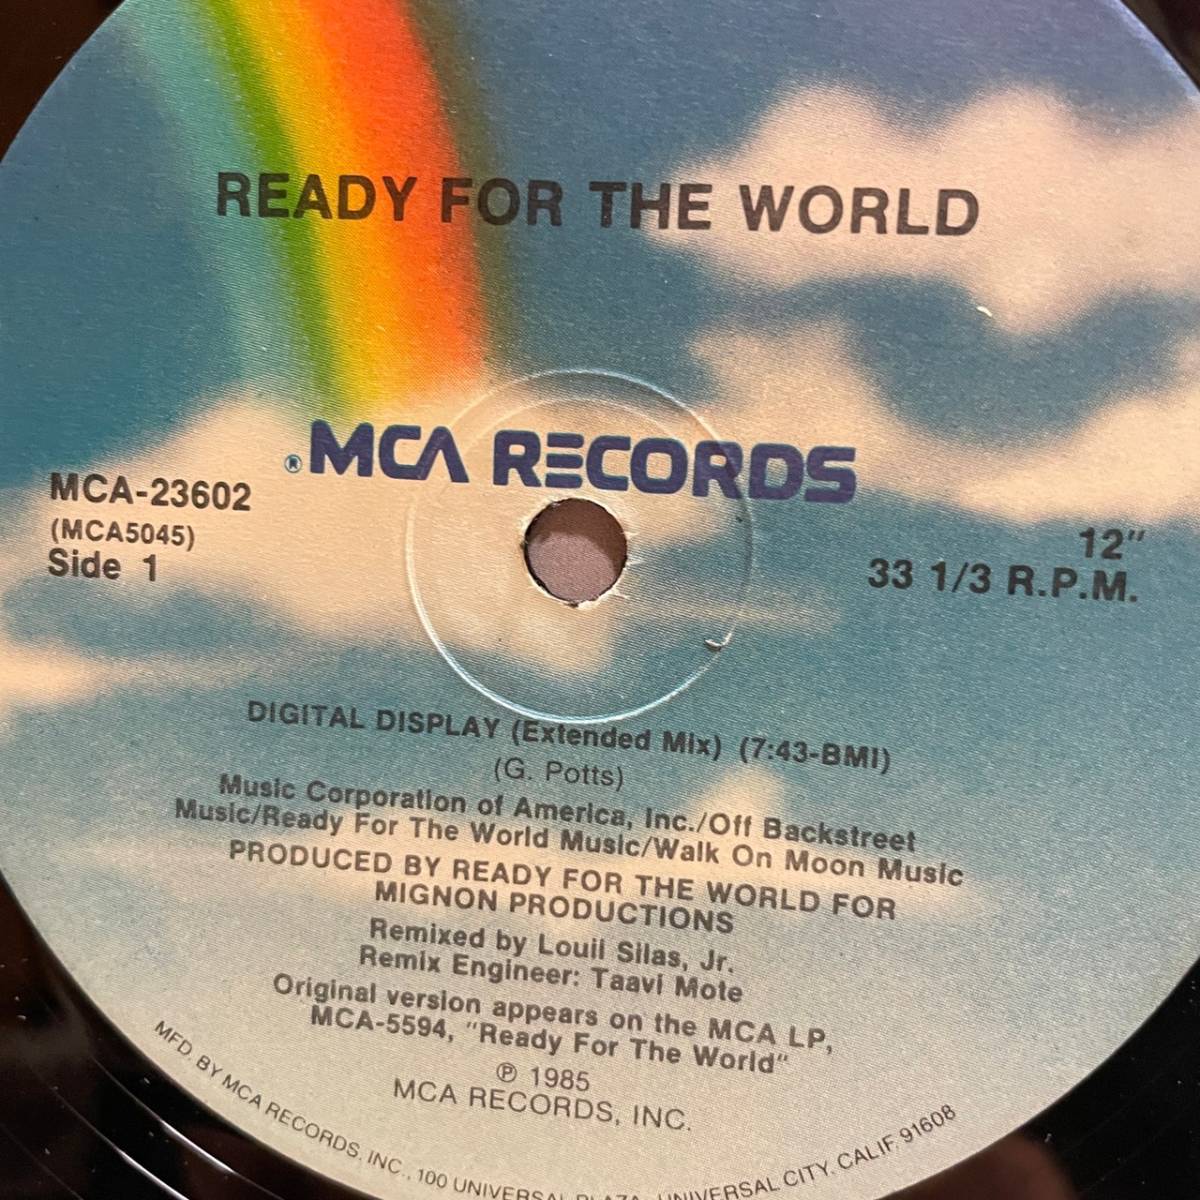 READY FOR THE WORLD
®MCA RECORDS
MCA-23602
(MCA5045)
Side 1
12"
33 1/3 R.P.M.
DIGITAL DISPLAY (Extended Mix) (7:43-BMI)
(G. Potts)
Music Corporation of America, Inc./Off Backstreet
Music/Ready For The World Music/Walk On Moon Music
PRODUCED BY READY FOR THE WORLD FOR
MIGNON PRODUCTIONS
Remixed by Louil Silas, Jr.
Remix Engineer: Taavi Mote
Original version appears on the MCA LP,
MCA-5594, "Ready For The World"
℗ 1985
MCA RECORDS, INC.
MFD. BY MCA RECORDS, INC., 100 UNIVERSAL PLAZA, UNIVERSAL CITY, CALIF. 91608